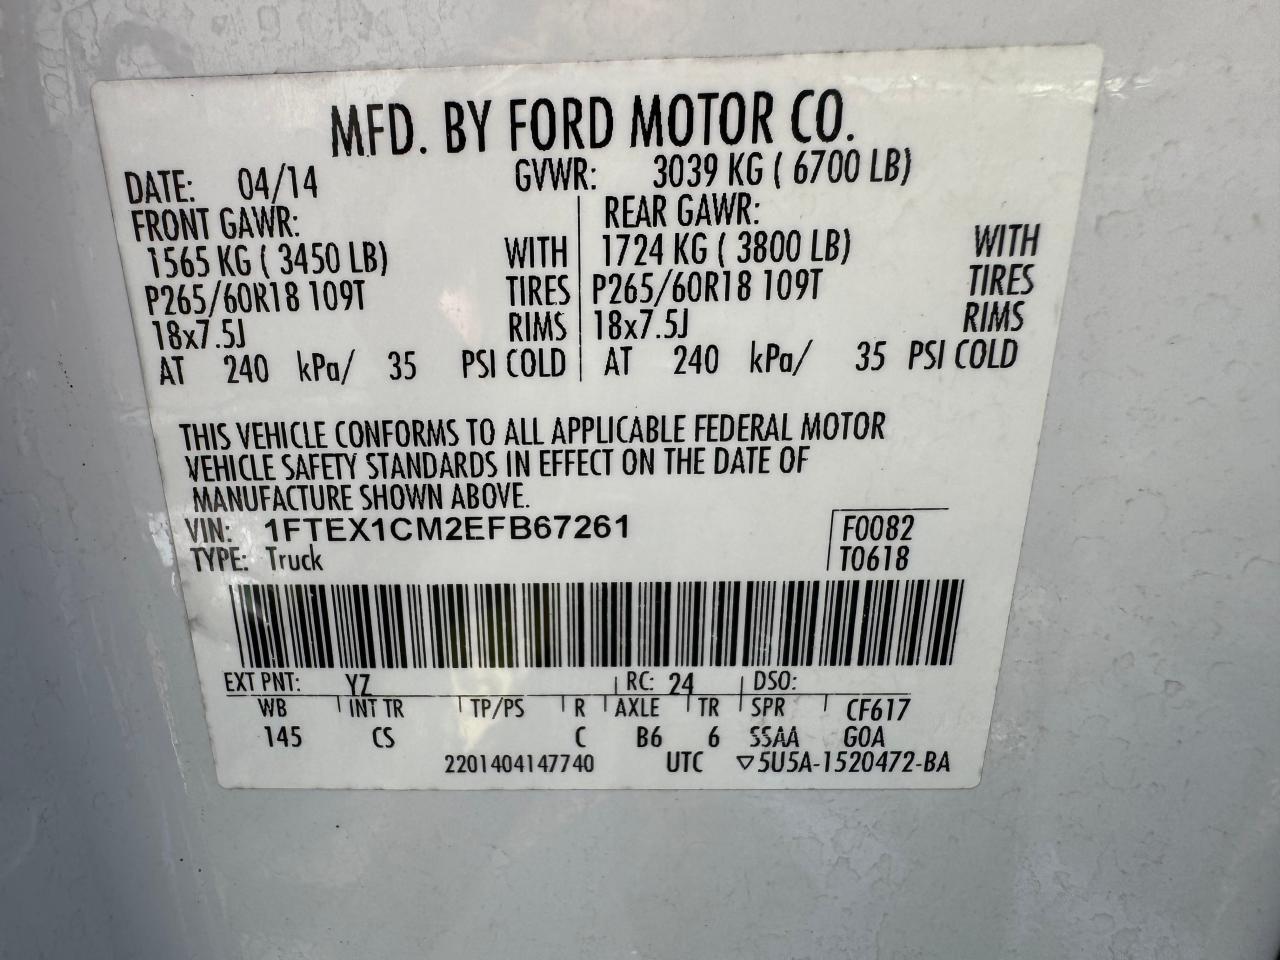 MFD. BY FORD MOTOR CO.
DATE: 04/14 GVWR: 3039 KG ( 6700 LB)
FRONT GAWR: REAR GAWR:
1565 KG ( 3450 LB) WITH 1724 KG ( 3800 LB) WITH
P265/60R18 109T TIRES P265/60R18 109T TIRES
18x7.5J RIMS 18x7.5J RIMS
AT 240 kPa/ 35 PSI COLD AT 240 kPa/ 35 PSI COLD
THIS VEHICLE CONFORMS TO ALL APPLICABLE FEDERAL MOTOR
VEHICLE SAFETY STANDARDS IN EFFECT ON THE DATE OF
MANUFACTURE SHOWN ABOVE.
VIN: 1FTEX1CM2EFB67261 F0082
TYPE: Truck T0618
EXT PNT: YZ RC: 24 DSO:
WB INT TR TP/PS R AXLE TR SPR CF617
145 CS C B6 6 SSAA G0A
2201404147740 UTC ▽5U5A-1520472-BA